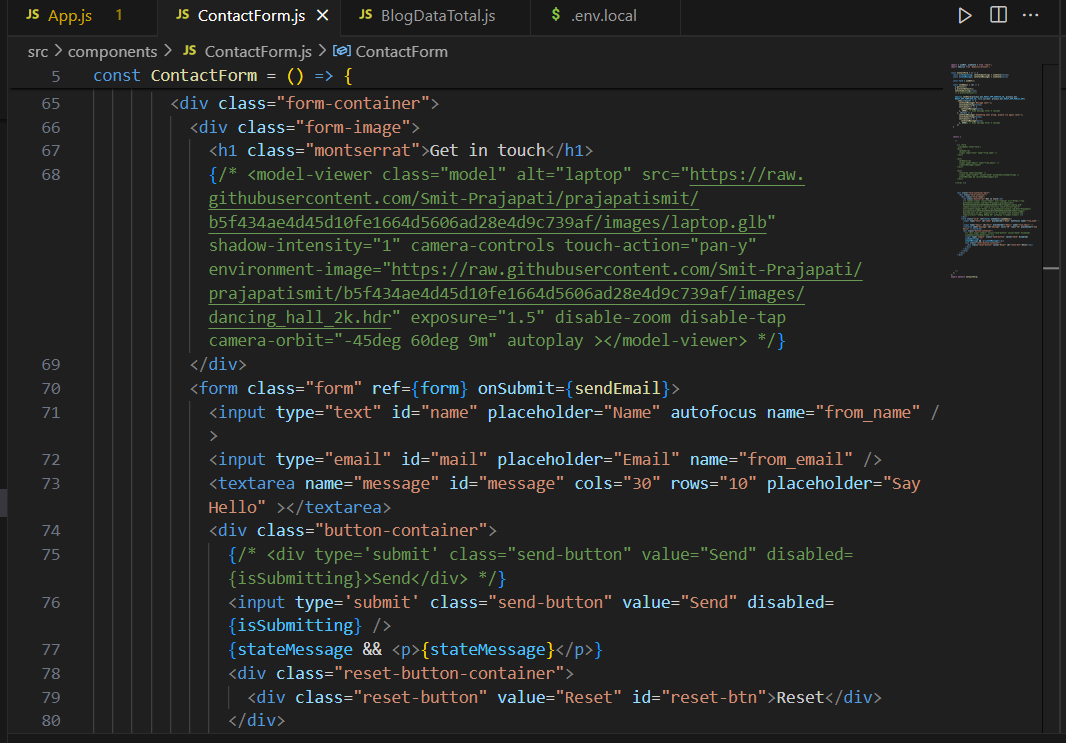 JS App.js 1 JS ContactForm.js × JS BlogDataTotal.js $ .env.local
src > components > JS ContactForm.js > ContactForm
5 const ContactForm = () => {
65 <div class="form-container">
66 <div class="form-image">
67 <h1 class="montserrat">Get in touch</h1>
68 {/* <model-viewer class="model" alt="laptop" src="https://raw.
githubusercontent.com/Smit-Prajapati/prajapatismit/
b5f434ae4d45d10fe1664d5606ad28e4d9c739af/images/laptop.glb"
shadow-intensity="1" camera-controls touch-action="pan-y"
environment-image="https://raw.githubusercontent.com/Smit-Prajapati/
prajapatismit/b5f434ae4d45d10fe1664d5606ad28e4d9c739af/images/
dancing_hall_2k.hdr" exposure="1.5" disable-zoom disable-tap
camera-orbit="-45deg 60deg 9m" autoplay ></model-viewer> */}
69 </div>
70 <form class="form" ref={form} onSubmit={sendEmail}>
71 <input type="text" id="name" placeholder="Name" autofocus name="from_name" /
>
72 <input type="email" id="mail" placeholder="Email" name="from_email" />
73 <textarea name="message" id="message" cols="30" rows="10" placeholder="Say
Hello" ></textarea>
74 <div class="button-container">
75 {/* <div type='submit' class="send-button" value="Send" disabled=
{isSubmitting}>Send</div> */}
76 <input type='submit' class="send-button" value="Send" disabled=
{isSubmitting} />
77 {stateMessage && <p>{stateMessage}</p>}
78 <div class="reset-button-container">
79 <div class="reset-button" value="Reset" id="reset-btn">Reset</div>
80 </div>